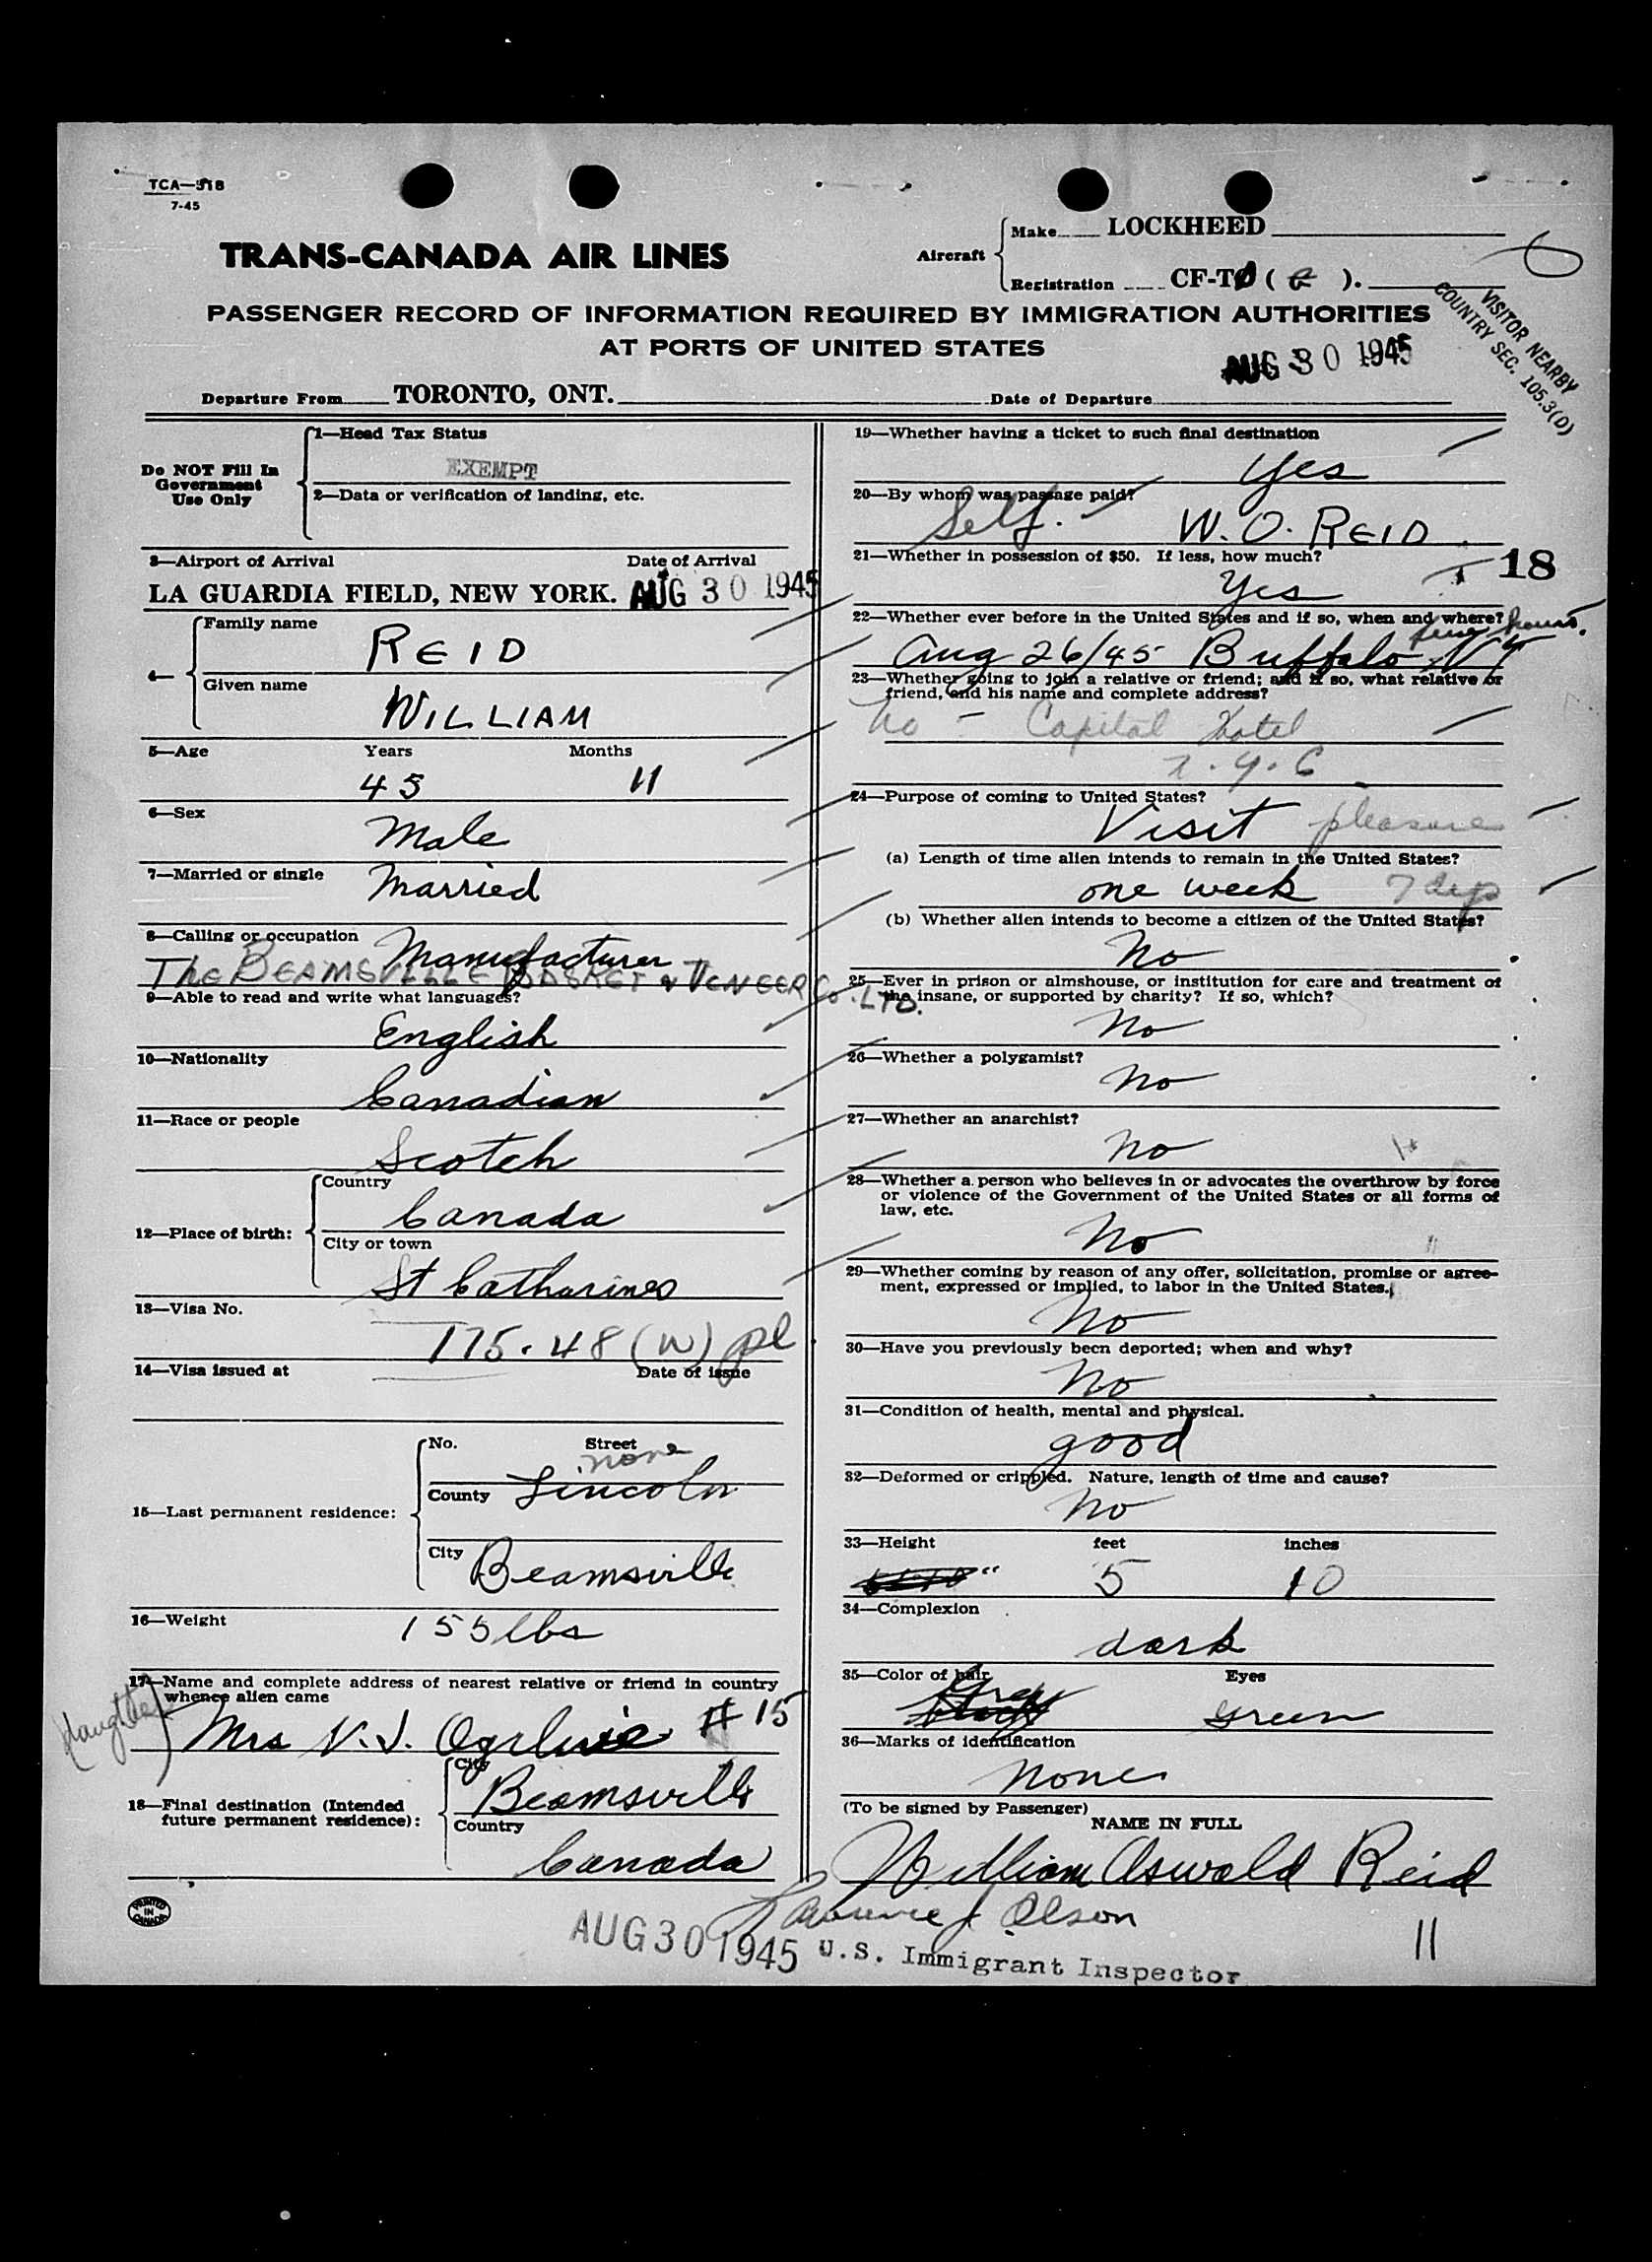 TCA—518
7-45
TRANS-CANADA AIR LINES
Aircraft
Make LOCKHEED
Registration CF-T ( ).
PASSENGER RECORD OF INFORMATION REQUIRED BY IMMIGRATION AUTHORITIES
AT PORTS OF UNITED STATES
VISITOR NEARBY
COUNTRY SEC. 105.3(D)
AUG 30 1945
Departure From TORONTO, ONT. Date of Departure
Do NOT Fill In
Government
Use Only
1—Head Tax Status
EXEMPT
2—Data or verification of landing, etc.
3—Airport of Arrival Date of Arrival
LA GUARDIA FIELD, NEW YORK. AUG 30 1945
4—
Family name
REID
Given name
WILLIAM
5—Age Years Months
45 11
6—Sex
Male
7—Married or single
Married
8—Calling or occupation
Manufacturer
The BEAMSVILLE BASKET & VENEER Co. LTD.
9—Able to read and write what languages?
English
10—Nationality
Canadian
11—Race or people
Scotch
12—Place of birth:
Country
Canada
City or town
St Catharines
13—Visa No.
175.48 (W) pl
14—Visa issued at Date of issue
15—Last permanent residence:
No. Street
none
County Lincoln
City Beamsville
16—Weight
155 lbs
17—Name and complete address of nearest relative or friend in country
whence alien came
daughter
Mrs V. J. Ogilvie #15
18—Final destination (Intended
future permanent residence):
City
Beamsville
Country
Canada
19—Whether having a ticket to such final destination
Yes
20—By whom was passage paid?
Self. W. O. REID
21—Whether in possession of $50. If less, how much?
Yes
18
22—Whether ever before in the United States and if so, when and where?
few hours.
Aug 26/45 Buffalo NY
23—Whether going to join a relative or friend; and if so, what relative or
friend, and his name and complete address?
No - Capital Hotel
N.Y.C
24—Purpose of coming to United States?
Visit pleasure
(a) Length of time alien intends to remain in the United States?
one week 7 days
(b) Whether alien intends to become a citizen of the United States?
No
25—Ever in prison or almshouse, or institution for care and treatment of
the insane, or supported by charity? If so, which?
No
26—Whether a polygamist?
No
27—Whether an anarchist?
No
28—Whether a person who believes in or advocates the overthrow by force
or violence of the Government of the United States or all forms of
law, etc.
No
29—Whether coming by reason of any offer, solicitation, promise or agree-
ment, expressed or implied, to labor in the United States.
No
30—Have you previously been deported; when and why?
No
31—Condition of health, mental and physical.
good
32—Deformed or crippled. Nature, length of time and cause?
No
33—Height feet inches
5 10
34—Complexion
dark
35—Color of hair Eyes
Grey
green
36—Marks of identification
None
(To be signed by Passenger)
NAME IN FULL
William Oswald Reid
PRINTED IN CANADA
AUG 30 1945
Lawrence J. Olson
U.S. Immigrant Inspector
11